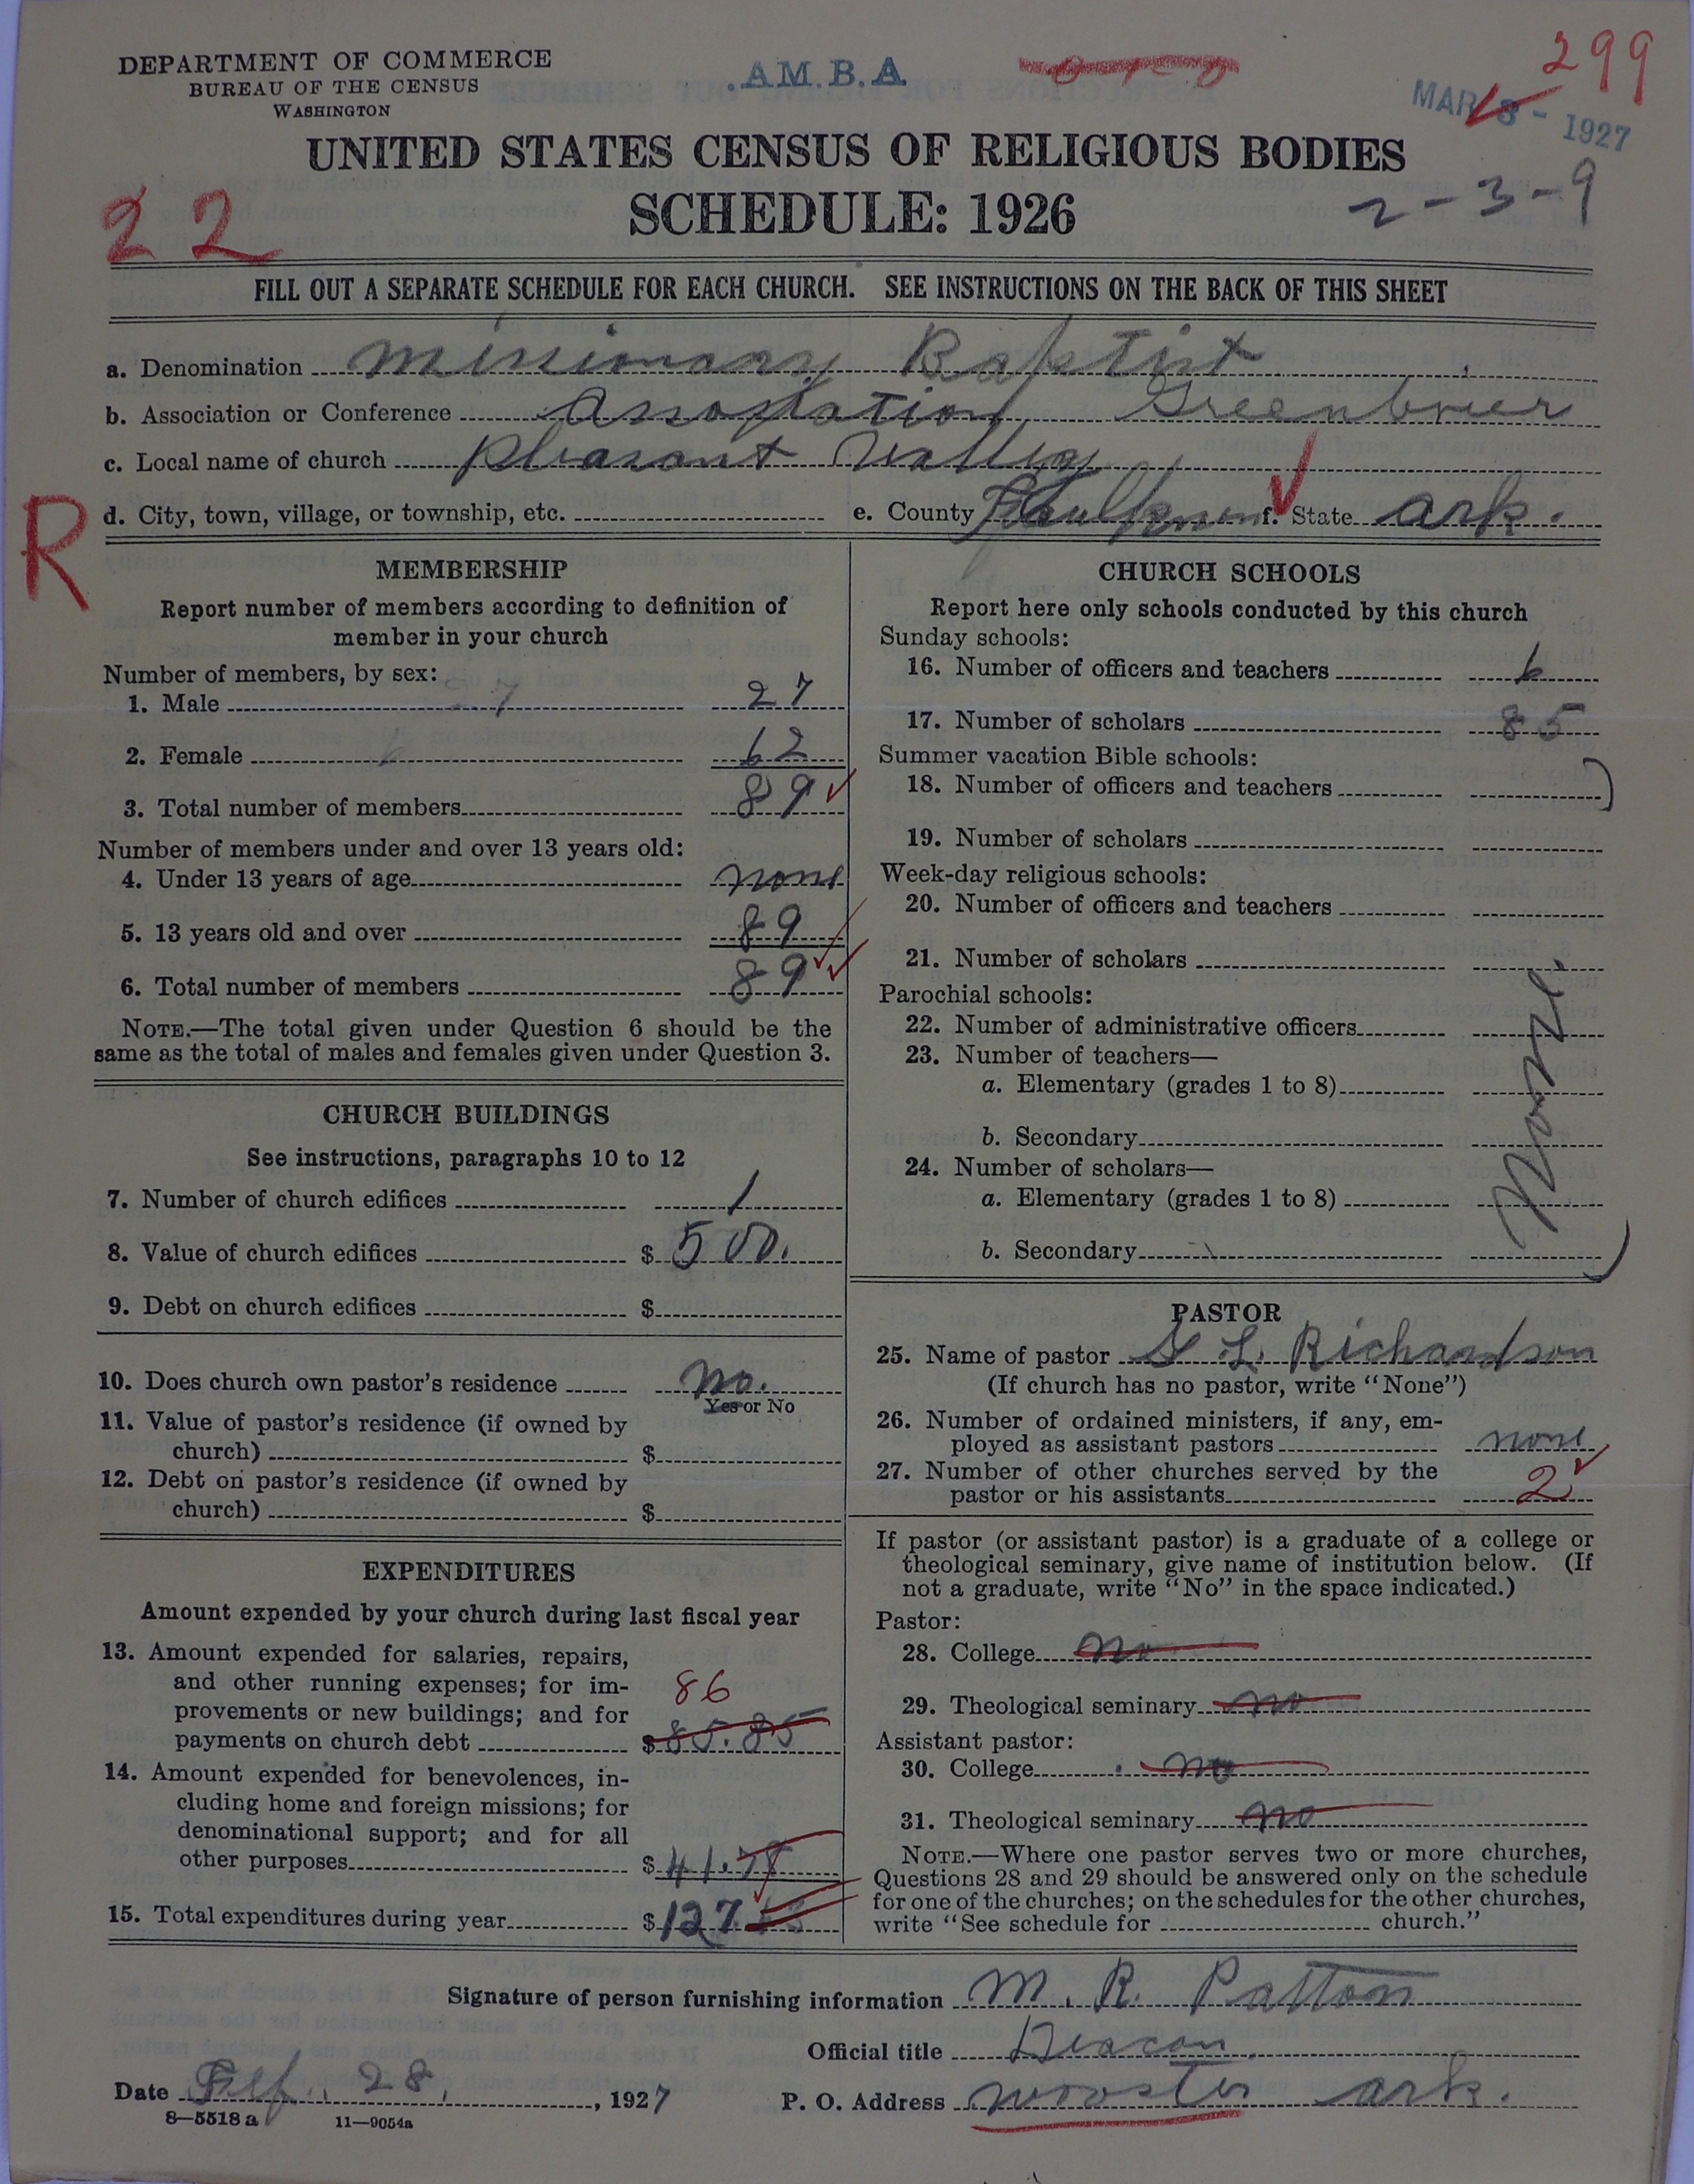 DEPARTMENT OF COMMERCE
BUREAU OF THE CENSUS
WASHINGTON
.A.M.B.A.
299
MAR 3 - 1927
UNITED STATES CENSUS OF RELIGIOUS BODIES
SCHEDULE: 1926
22
2-3-9
FILL OUT A SEPARATE SCHEDULE FOR EACH CHURCH. SEE INSTRUCTIONS ON THE BACK OF THIS SHEET
a. Denomination Missionary Baptist
b. Association or Conference Association Greenbrier
c. Local name of church Pleasant Valley
R
d. City, town, village, or township, etc.
e. County Faulkner f. State Ark.
MEMBERSHIP
Report number of members according to definition of
member in your church
Number of members, by sex:
1. Male 27 27
2. Female 6 62
3. Total number of members 89
Number of members under and over 13 years old:
4. Under 13 years of age none
5. 13 years old and over 89
6. Total number of members 89
NOTE.—The total given under Question 6 should be the
same as the total of males and females given under Question 3.
CHURCH BUILDINGS
See instructions, paragraphs 10 to 12
7. Number of church edifices 1
8. Value of church edifices $ 500.
9. Debt on church edifices $
10. Does church own pastor's residence no.
Yes or No
11. Value of pastor's residence (if owned by
church) $
12. Debt on pastor's residence (if owned by
church) $
EXPENDITURES
Amount expended by your church during last fiscal year
13. Amount expended for salaries, repairs,
and other running expenses; for im-
provements or new buildings; and for
payments on church debt $ 85.85
86
14. Amount expended for benevolences, in-
cluding home and foreign missions; for
denominational support; and for all
other purposes $ 41.78
15. Total expenditures during year $ 127.63
CHURCH SCHOOLS
Report here only schools conducted by this church
Sunday schools:
16. Number of officers and teachers 6
17. Number of scholars 85
Summer vacation Bible schools:
18. Number of officers and teachers
19. Number of scholars
Week-day religious schools:
20. Number of officers and teachers
21. Number of scholars
Parochial schools:
22. Number of administrative officers
23. Number of teachers—
a. Elementary (grades 1 to 8)
b. Secondary
24. Number of scholars—
a. Elementary (grades 1 to 8)
b. Secondary
None.
PASTOR
25. Name of pastor L. Richardson
(If church has no pastor, write "None")
26. Number of ordained ministers, if any, em-
ployed as assistant pastors none
27. Number of other churches served by the
pastor or his assistants 2
If pastor (or assistant pastor) is a graduate of a college or
theological seminary, give name of institution below. (If
not a graduate, write "No" in the space indicated.)
Pastor:
28. College no
29. Theological seminary no
Assistant pastor:
30. College no
31. Theological seminary no
NOTE.—Where one pastor serves two or more churches,
Questions 28 and 29 should be answered only on the schedule
for one of the churches; on the schedules for the other churches,
write "See schedule for church."
Signature of person furnishing information M. R. Patton
Official title Deacon.
Date Feb. 28, , 1927
P. O. Address Wooster Ark.
8—5518 a 11—9054a